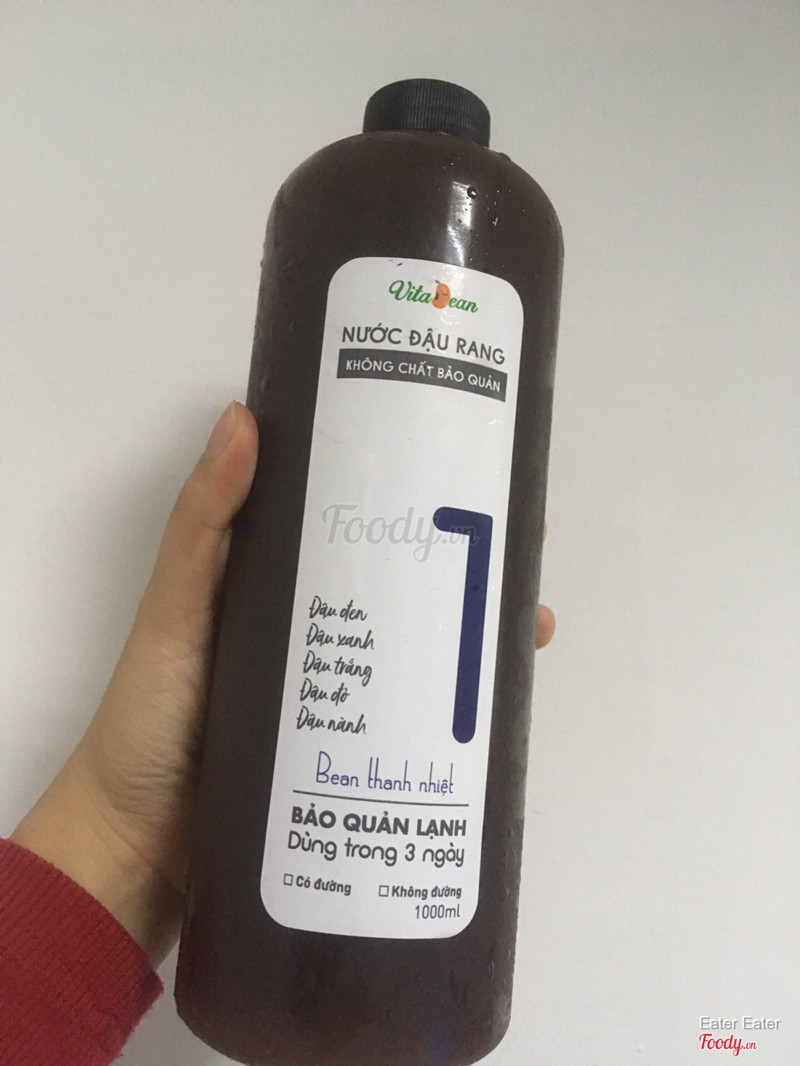 VitaBean
NƯỚC ĐẬU RANG
KHÔNG CHẤT BẢO QUẢN
Foody.vn
1
Đậu đen
Đậu xanh
Đậu trắng
Đậu đỏ
Đậu nành
Bean thanh nhiệt
BẢO QUẢN LẠNH
Dùng trong 3 ngày
Có đường Không đường
1000ml
Eater Eater
Foody.vn